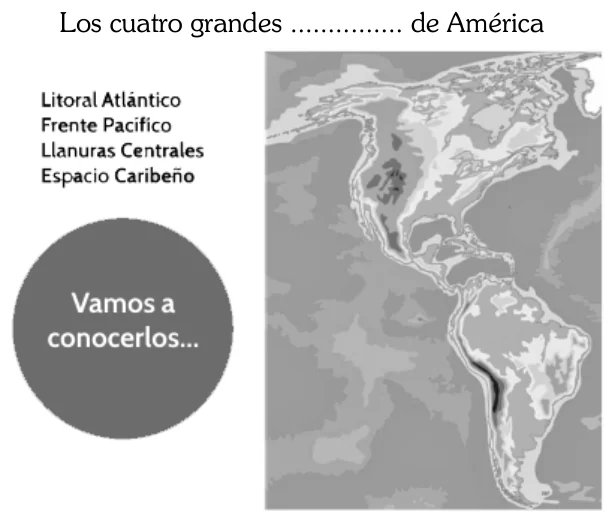 Los cuatro grandes ............... de América
Litoral Atlántico
Frente Pacífico
Llanuras Centrales
Espacio Caribeño
Vamos a
conocerlos...